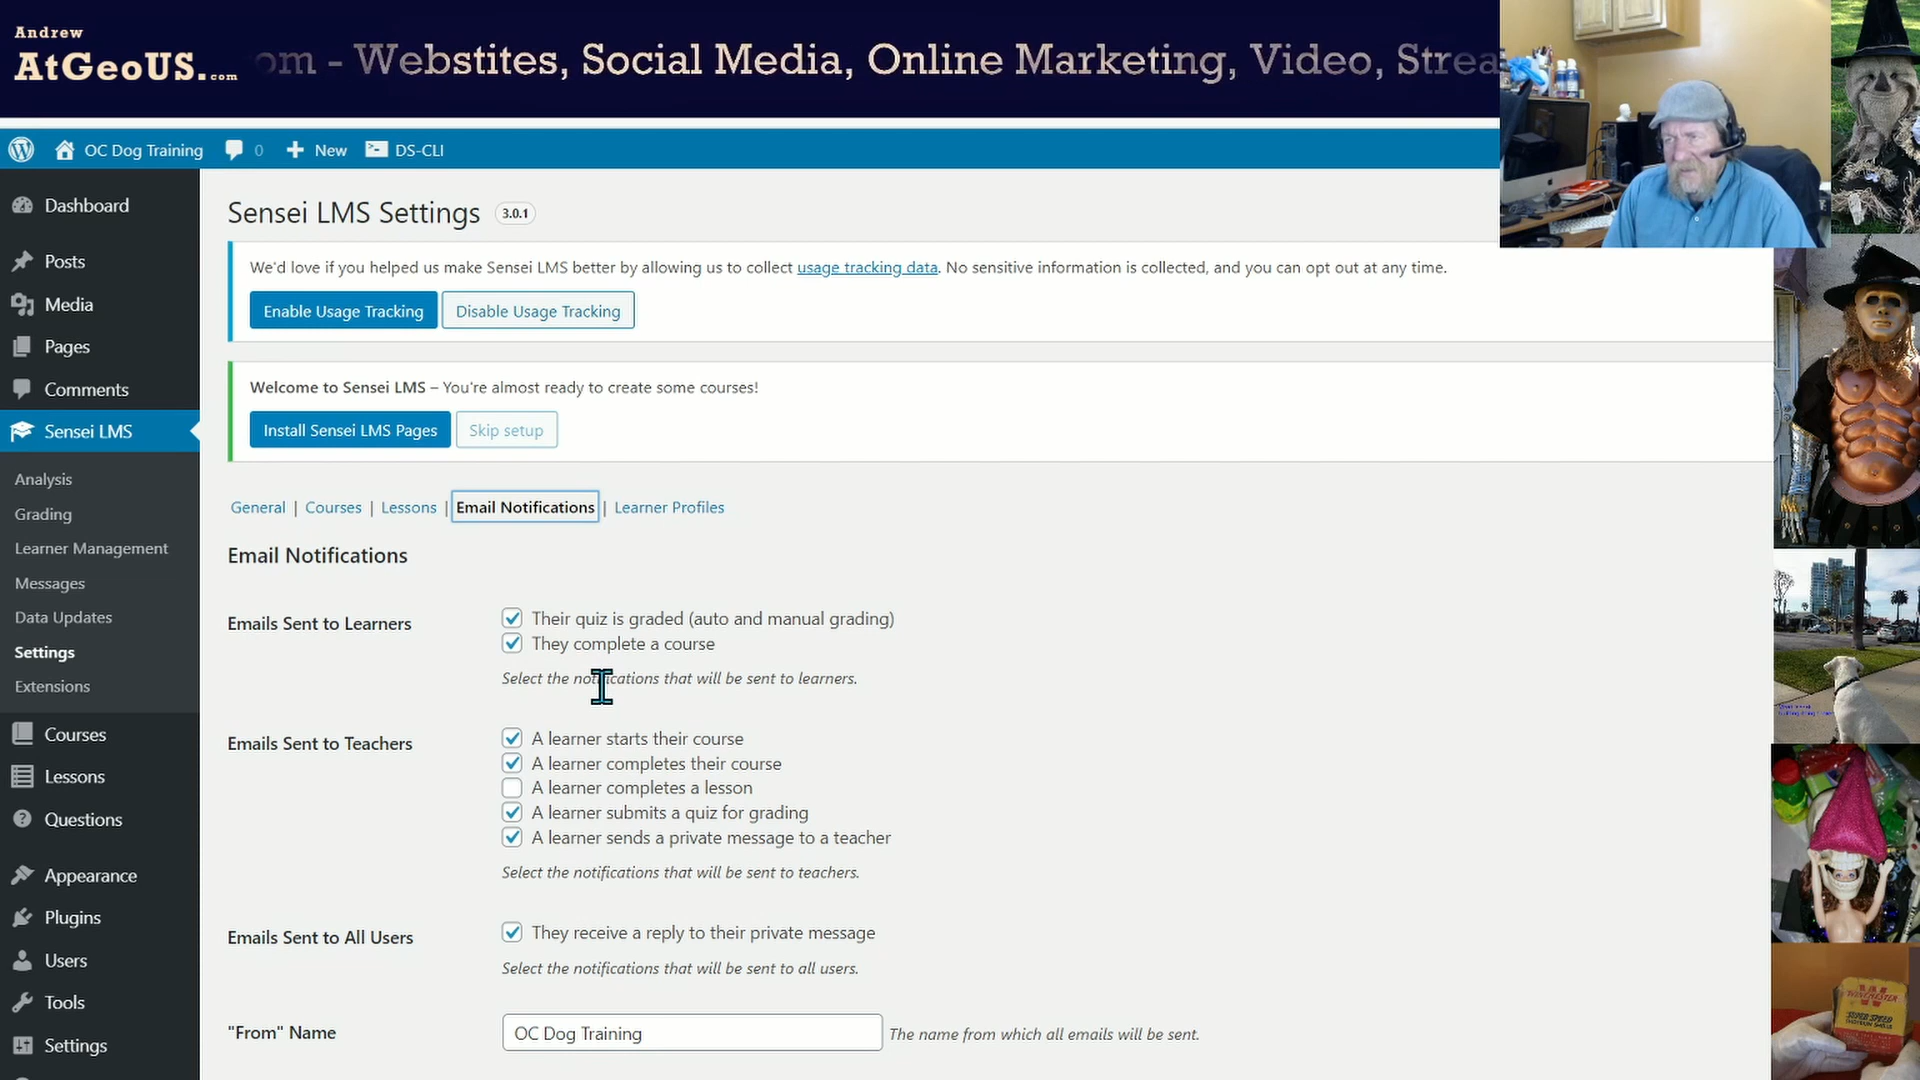 Andrew
AtGeoUS.com
om - Webstites, Social Media, Online Marketing, Video, Strea
OC Dog Training
0
New
DS-CLI
Dashboard
Posts
Media
Pages
Comments
Sensei LMS
Analysis
Grading
Learner Management
Messages
Data Updates
Settings
Extensions
Courses
Lessons
Questions
Appearance
Plugins
Users
Tools
Settings
Sensei LMS Settings 3.0.1
We'd love if you helped us make Sensei LMS better by allowing us to collect usage tracking data. No sensitive information is collected, and you can opt out at any time.
Enable Usage Tracking
Disable Usage Tracking
Welcome to Sensei LMS – You're almost ready to create some courses!
Install Sensei LMS Pages
Skip setup
General | Courses | Lessons | Email Notifications | Learner Profiles
Email Notifications
Emails Sent to Learners
Their quiz is graded (auto and manual grading)
They complete a course
Select the notifications that will be sent to learners.
Emails Sent to Teachers
A learner starts their course
A learner completes their course
A learner completes a lesson
A learner submits a quiz for grading
A learner sends a private message to a teacher
Select the notifications that will be sent to teachers.
Emails Sent to All Users
They receive a reply to their private message
Select the notifications that will be sent to all users.
"From" Name
OC Dog Training
The name from which all emails will be sent.
WINCHESTER
SUPER SPEED